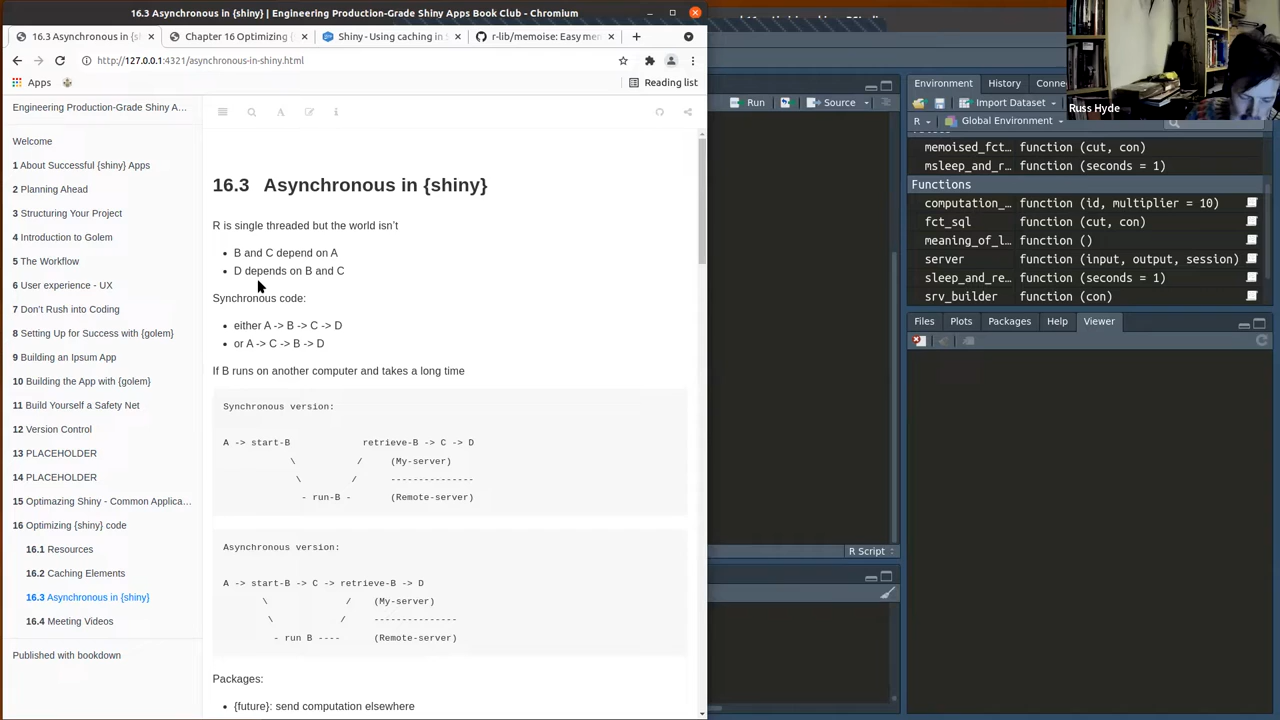 16.3 Asynchronous in {shiny} | Engineering Production-Grade Shiny Apps Book Club - Chromium
16.3 Asynchronous in {sh
Chapter 16 Optimizing
Shiny - Using caching in S
r-lib/memoise: Easy mem
http://127.0.0.1:4321/asynchronous-in-shiny.html
Apps
Reading list
Engineering Production-Grade Shiny A...
Welcome
1 About Successful {shiny} Apps
2 Planning Ahead
3 Structuring Your Project
4 Introduction to Golem
5 The Workflow
6 User experience - UX
7 Don't Rush into Coding
8 Setting Up for Success with {golem}
9 Building an Ipsum App
10 Building the App with {golem}
11 Build Yourself a Safety Net
12 Version Control
13 PLACEHOLDER
14 PLACEHOLDER
15 Optimazing Shiny - Common Applica...
16 Optimizing {shiny} code
16.1 Resources
16.2 Caching Elements
16.3 Asynchronous in {shiny}
16.4 Meeting Videos
Published with bookdown
16.3 Asynchronous in {shiny}
R is single threaded but the world isn't
• B and C depend on A
• D depends on B and C
Synchronous code:
• either A -> B -> C -> D
• or A -> C -> B -> D
If B runs on another computer and takes a long time
Synchronous version:
A -> start-B retrieve-B -> C -> D
\ / (My-server)
\ / ---------------
- run-B - (Remote-server)
Asynchronous version:
A -> start-B -> C -> retrieve-B -> D
\ / (My-server)
\ / ---------------
- run B ---- (Remote-server)
Packages:
• {future}: send computation elsewhere
Run
Source
R Script
Environment
History
Conne
Import Dataset
R
Global Environment
memoised_fct... function (cut, con)
msleep_and_r... function (seconds = 1)
Functions
computation_... function (id, multiplier = 10)
fct_sql function (cut, con)
meaning_of_l... function ()
server function (input, output, session)
sleep_and_re... function (seconds = 1)
srv_builder function (con)
Files
Plots
Packages
Help
Viewer
Russ Hyde